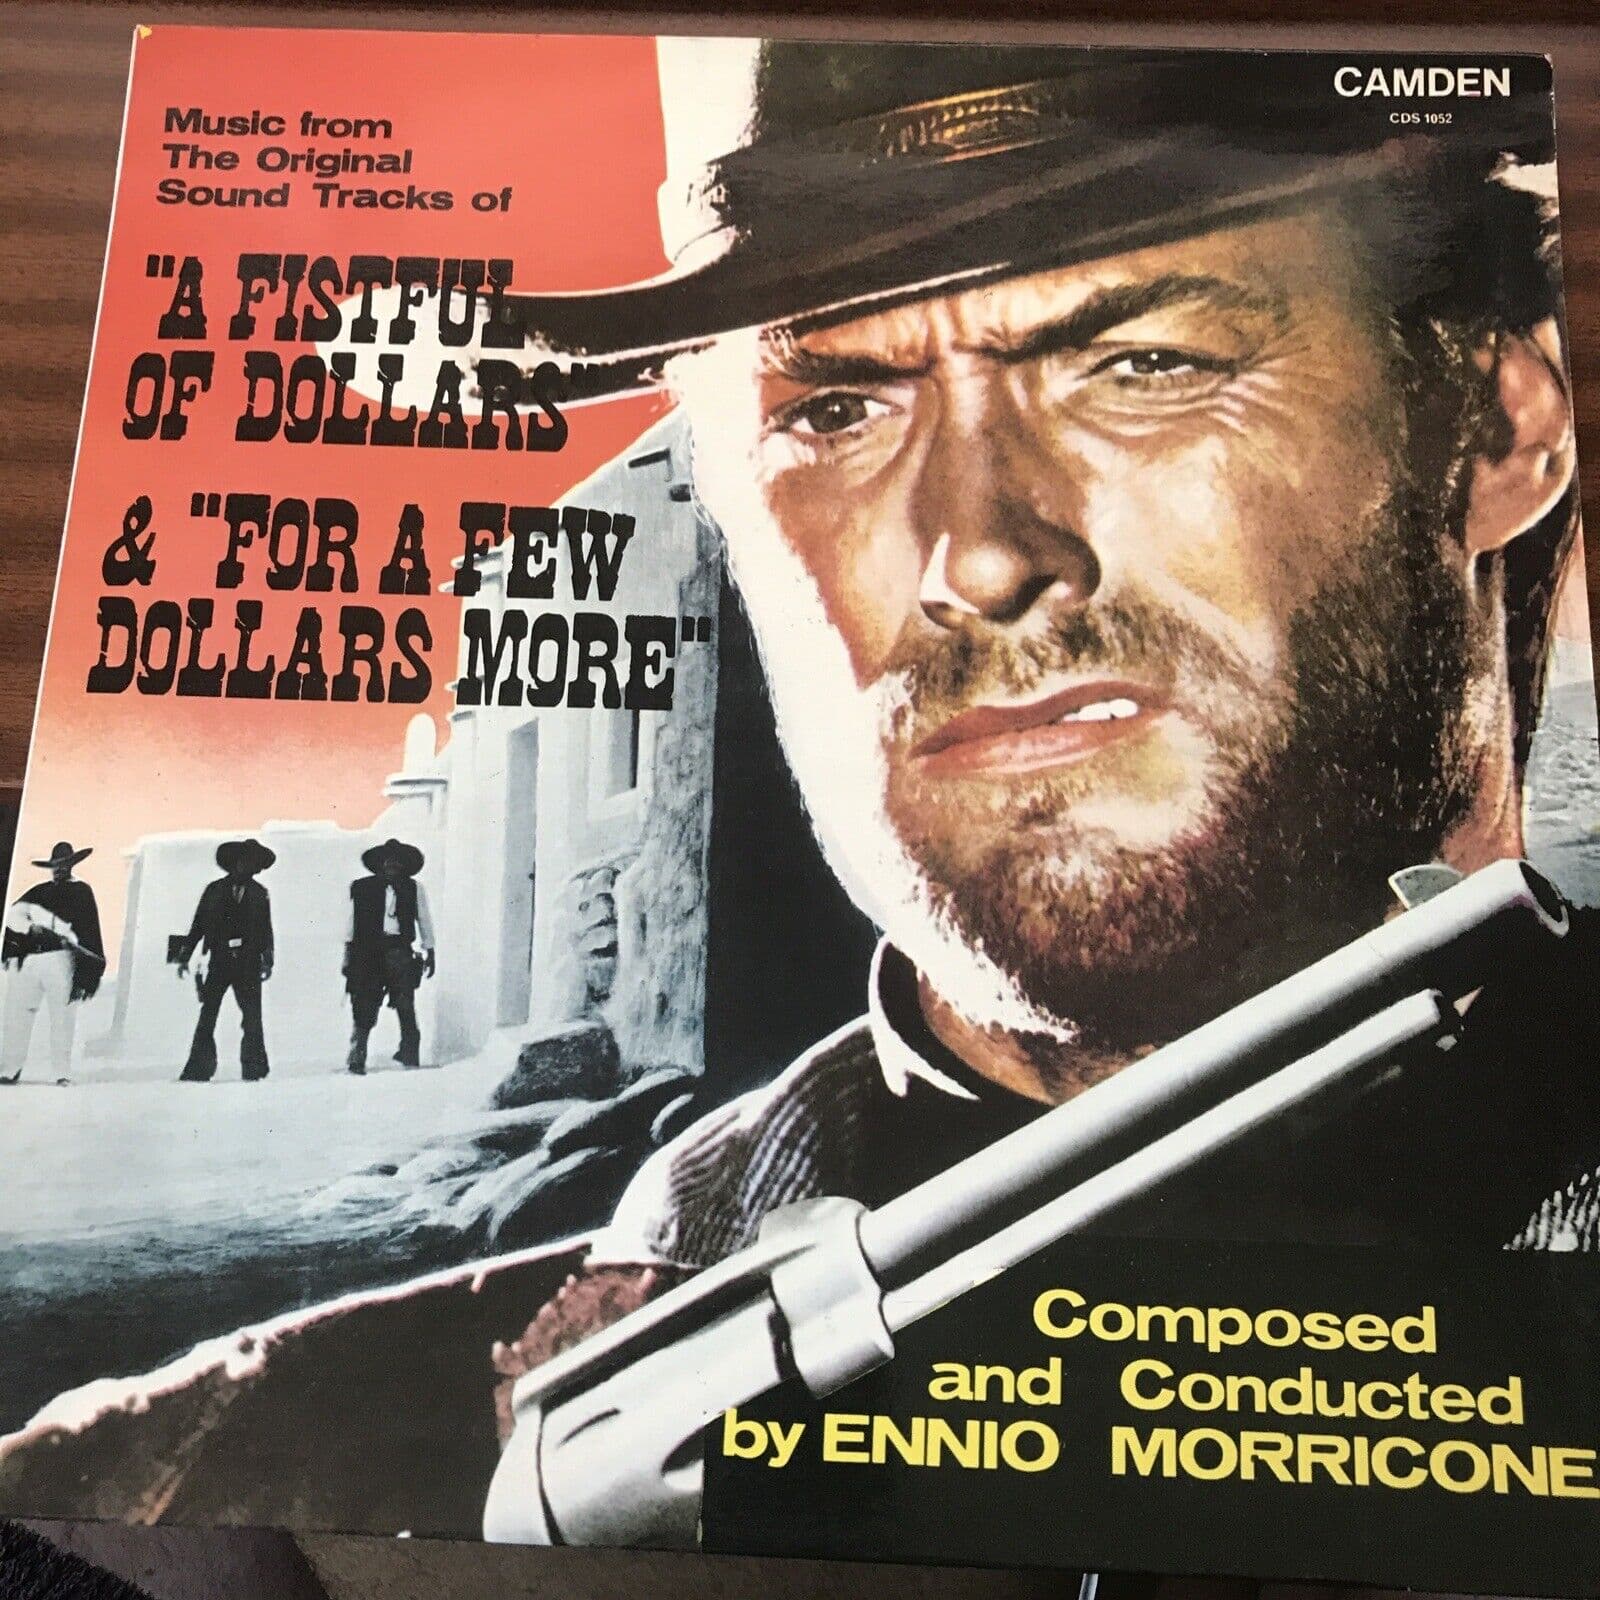 CAMDEN
CDS 1052
Music from
The Original
Sound Tracks of
"A FISTFUL
OF DOLLARS"
& "FOR A FEW
DOLLARS MORE"
Composed
and Conducted
by ENNIO MORRICONE